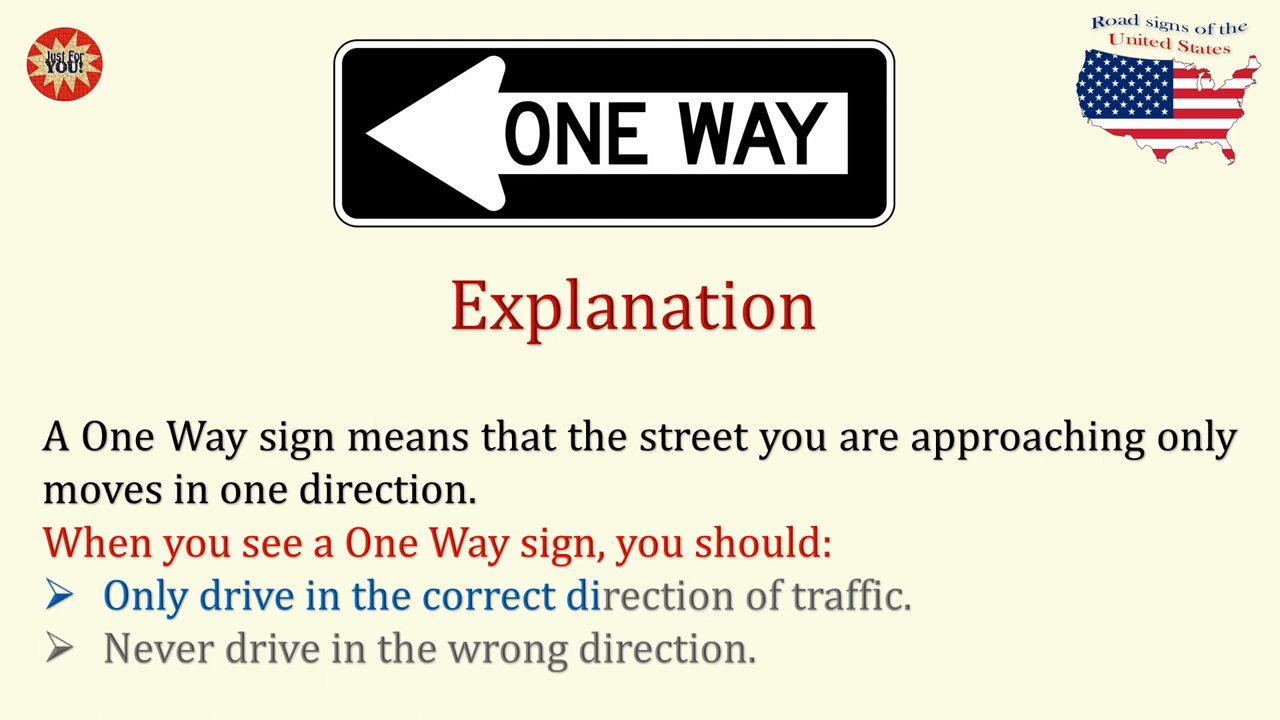 Just For
YOU!
Road signs of the
United States
ONE WAY
Explanation
A One Way sign means that the street you are approaching only
moves in one direction.
When you see a One Way sign, you should:
➢ Only drive in the correct direction of traffic.
➢ Never drive in the wrong direction.